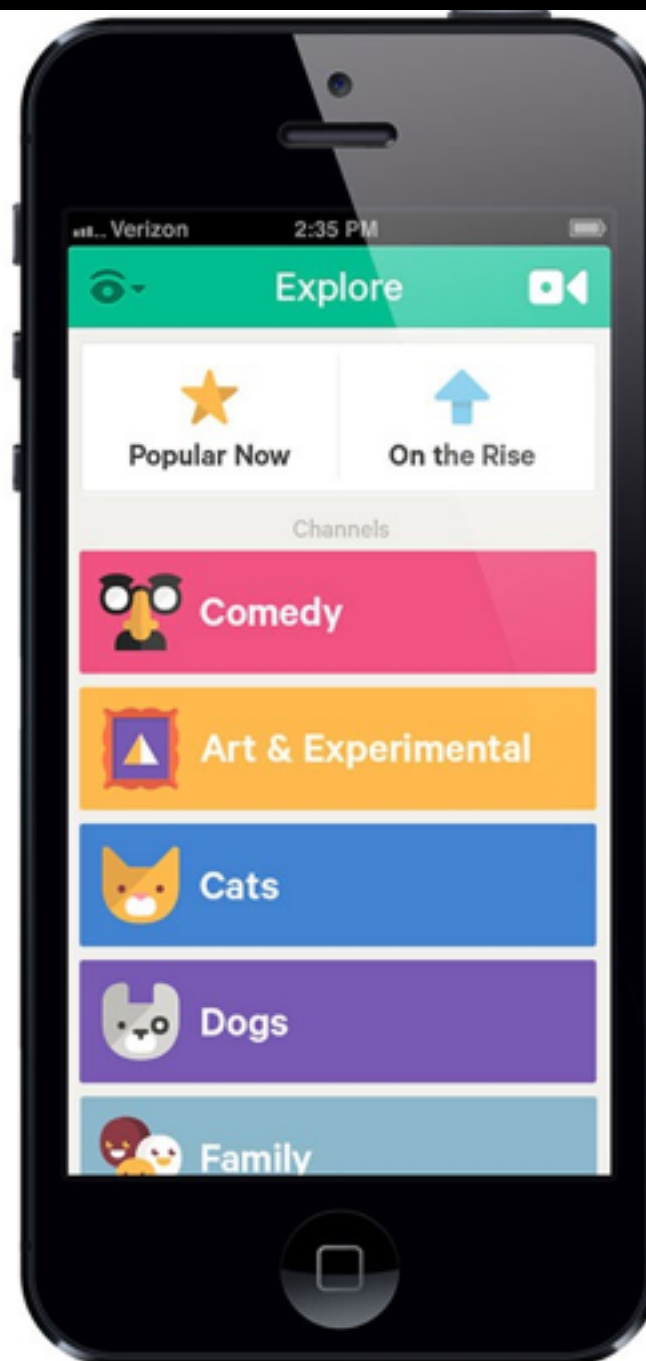 Verizon 2:35 PM
Explore
Popular Now On the Rise
Channels
Comedy
Art & Experimental
Cats
Dogs
Family